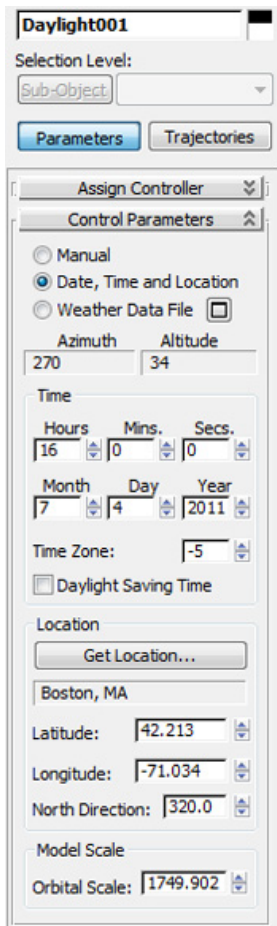 Daylight001
Selection Level:
Sub-Object
Parameters Trajectories
Assign Controller
Control Parameters
Manual
Date, Time and Location
Weather Data File
Azimuth Altitude
270 34
Time
Hours Mins. Secs.
16 0 0
Month Day Year
7 4 2011
Time Zone: -5
Daylight Saving Time
Location
Get Location...
Boston, MA
Latitude: 42.213
Longitude: -71.034
North Direction: 320.0
Model Scale
Orbital Scale: 1749.902